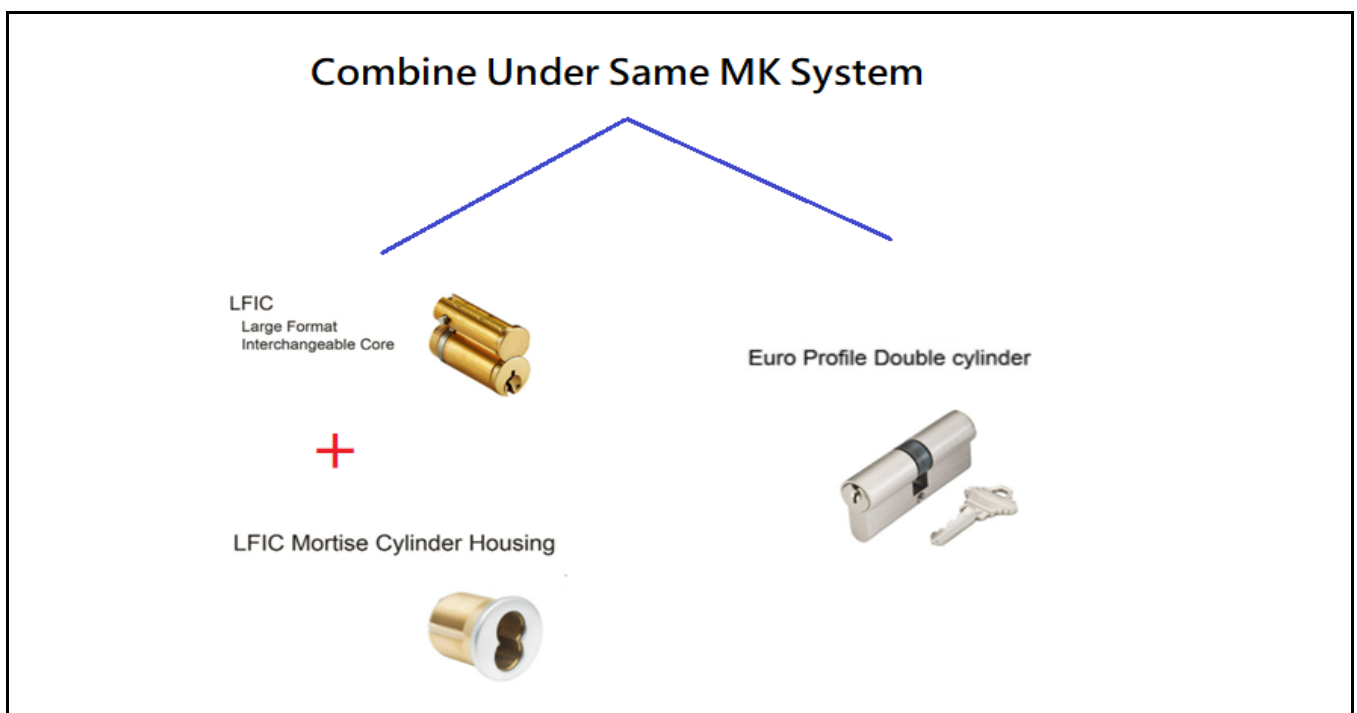 Combine Under Same MK System
LFIC
Large Format
Interchangeable Core
Euro Profile Double cylinder
+
LFIC Mortise Cylinder Housing